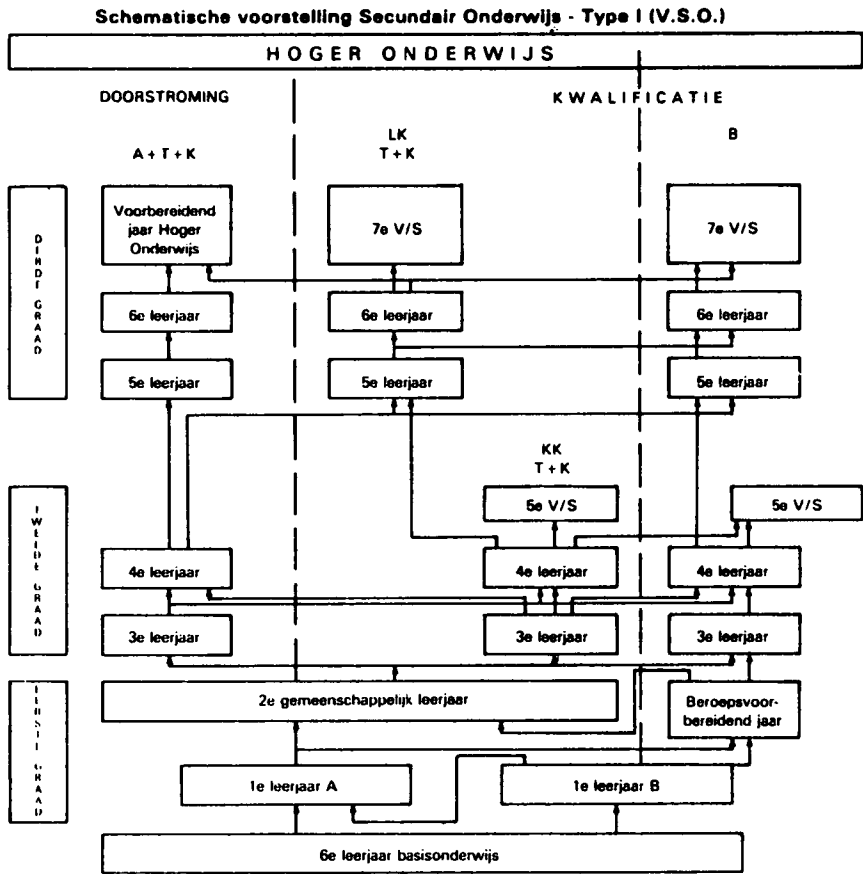 Schematische voorstelling Secundair Onderwijs - Type I (V.S.O.)
HOGER ONDERWIJS
DOORSTROMING
KWALIFICATIE
A + T + K
LK
T + K
B
DERDE GRAAD
Voorbereidend
jaar Hoger
Onderwijs
7e V/S
7e V/S
6e leerjaar
6e leerjaar
6e leerjaar
5e leerjaar
5e leerjaar
5e leerjaar
KK
T + K
TWEEDE GRAAD
5e V/S
5e V/S
4e leerjaar
4e leerjaar
4e leerjaar
3e leerjaar
3e leerjaar
3e leerjaar
EERSTE GRAAD
2e gemeenschappelijk leerjaar
Beroepsvoor-
bereidend jaar
1e leerjaar A
1e leerjaar B
6e leerjaar basisonderwijs